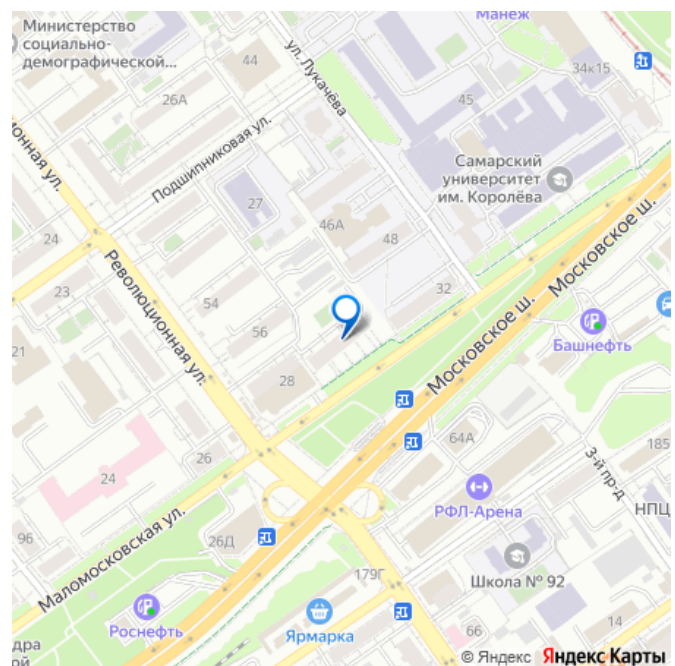 Министерство
социально-
демографической...
44
Манеж
34к15
ул. Лукачёва
26А
45
Подшипниковая ул.
Самарский
университет
им. Королёва
27
46А
48
24
Революционная ул.
Московское ш.
23
54
32
21
56
Башнефть
28
Московское ш.
64А
185
26
24
3-й пр-д
РФЛ-Арена
НПЦ
Маломосковская ул.
96
26Д
179Г
Школа № 92
Роснефть
Ярмарка
66
14
© Яндекс Яндекс Карты